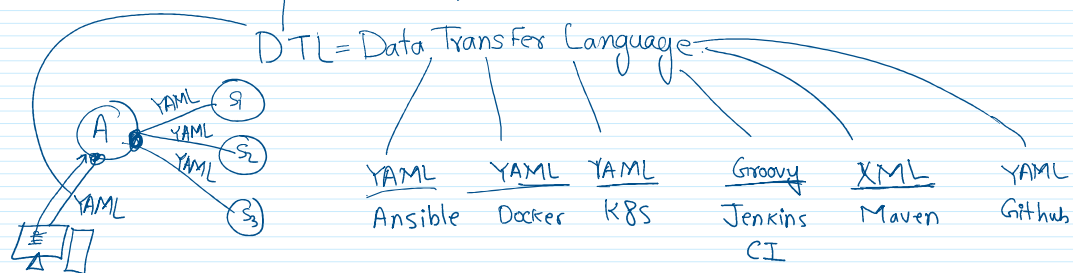 DTL = Data Transfer Language
YAML S1
A YAML S2
YAML S3
YAML
YAML YAML YAML Groovy XML YAML
Ansible Docker K8S Jenkins Maven Github
CI